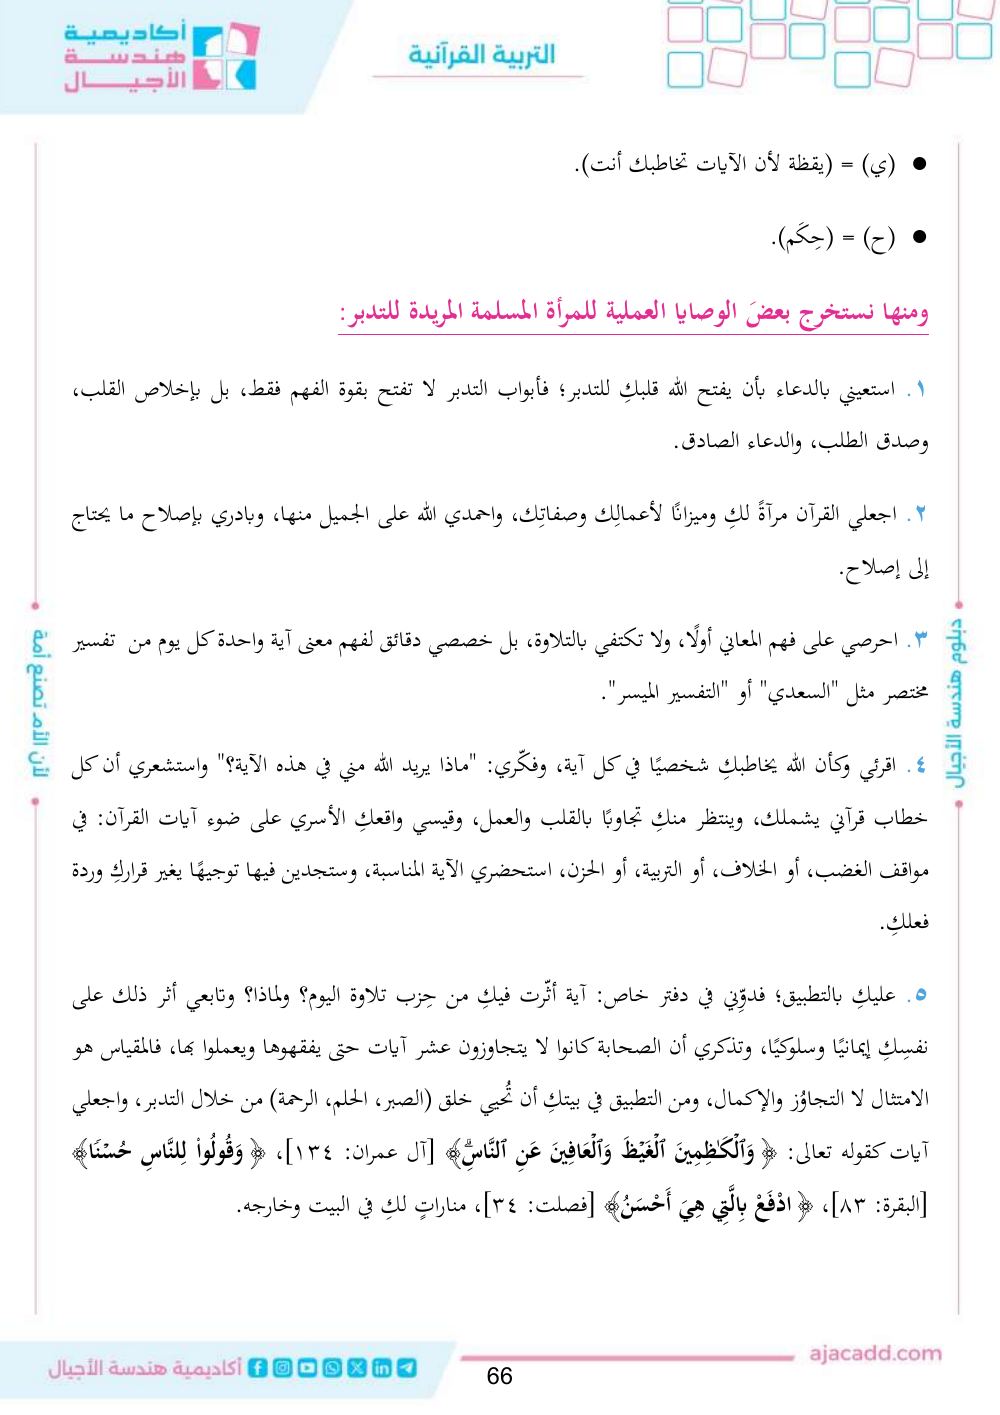 أكاديمية
هندسة
الأجيال
التربية القرآنية
● (ي) = (يقظة لأن الآيات تخاطبك أنت).
● (ح) = (حِكَم).
ومنها نستخرج بعضَ الوصايا العملية للمرأة المسلمة المريدة للتدبر:
١. استعيني بالدعاء بأن يفتح الله قلبكِ للتدبر؛ فأبواب التدبر لا تفتح بقوة الفهم فقط، بل بإخلاص القلب،
وصدق الطلب، والدعاء الصادق.
٢. اجعلي القرآن مرآةً لكِ وميزانًا لأعمالِك وصفاتِك، واحمدي الله على الجميل منها، وبادري بإصلاح ما يحتاج
إلى إصلاح.
٣. احرصي على فهم المعاني أولًا، ولا تكتفي بالتلاوة، بل خصصي دقائق لفهم معنى آية واحدة كل يوم من تفسير
مختصر مثل "السعدي" أو "التفسير الميسر".
٤. اقرئي وكأن الله يخاطبكِ شخصيًا في كل آية، وفكّري: "ماذا يريد الله مني في هذه الآية؟" واستشعري أن كل
خطاب قرآني يشملك، وينتظر منكِ تجاوبًا بالقلب والعمل، وقيسي واقعكِ الأسري على ضوء آيات القرآن: في
مواقف الغضب، أو الخلاف، أو التربية، أو الحزن، استحضري الآية المناسبة، وستجدين فيها توجيهًا يغير قراركِ وردة
فعلكِ.
٥. عليكِ بالتطبيق؛ فدوِّني في دفتر خاص: آية أثّرت فيكِ من حِزب تلاوة اليوم؟ ولماذا؟ وتابعي أثر ذلك على
نفسِكِ إيمانيًا وسلوكيًا، وتذكري أن الصحابة كانوا لا يتجاوزون عشر آيات حتى يفقهوها ويعملوا بها، فالمقياس هو
الامتثال لا التجاوُز والإكمال، ومن التطبيق في بيتكِ أن تُحيي خلق (الصبر، الحلم، الرحمة) من خلال التدبر، واجعلي
آيات كقوله تعالى: ﴿ وَٱلۡكَٰظِمِينَ ٱلۡغَيۡظَ وَٱلۡعَافِينَ عَنِ ٱلنَّاسِۗ﴾ [آل عمران: ١٣٤]، ﴿ وَقُولُواْ لِلنَّاسِ حُسۡنٗا﴾
[البقرة: ٨٣]، ﴿ ادْفَعْ بِالَّتِي هِيَ أَحْسَنُ﴾ [فصلت: ٣٤]، مناراتٍ لكِ في البيت وخارجه.
دبلوم هندسة الأجيال
لأن الأم تصنع أمة
أكاديمية هندسة الأجيال
66
ajacadd.com